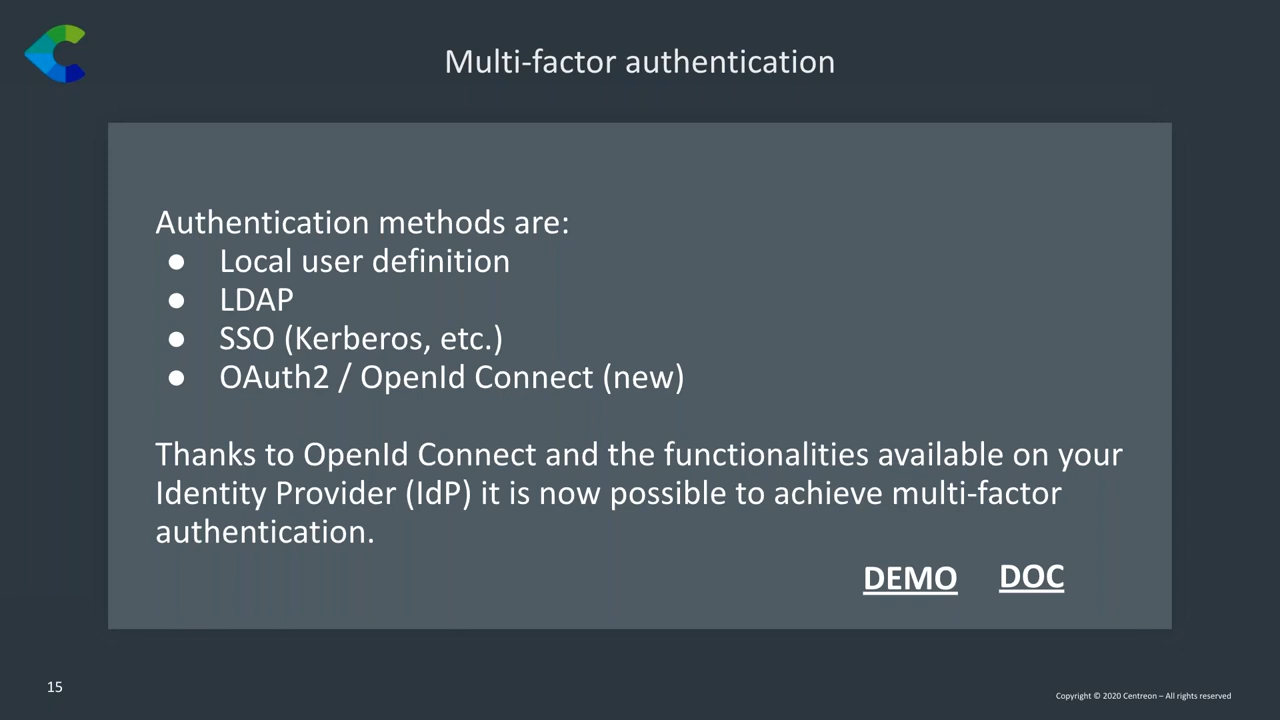 Multi-factor authentication
Authentication methods are:
● Local user definition
● LDAP
● SSO (Kerberos, etc.)
● OAuth2 / OpenId Connect (new)
Thanks to OpenId Connect and the functionalities available on your
Identity Provider (IdP) it is now possible to achieve multi-factor
authentication.
DEMO DOC
15
Copyright © 2020 Centreon – All rights reserved